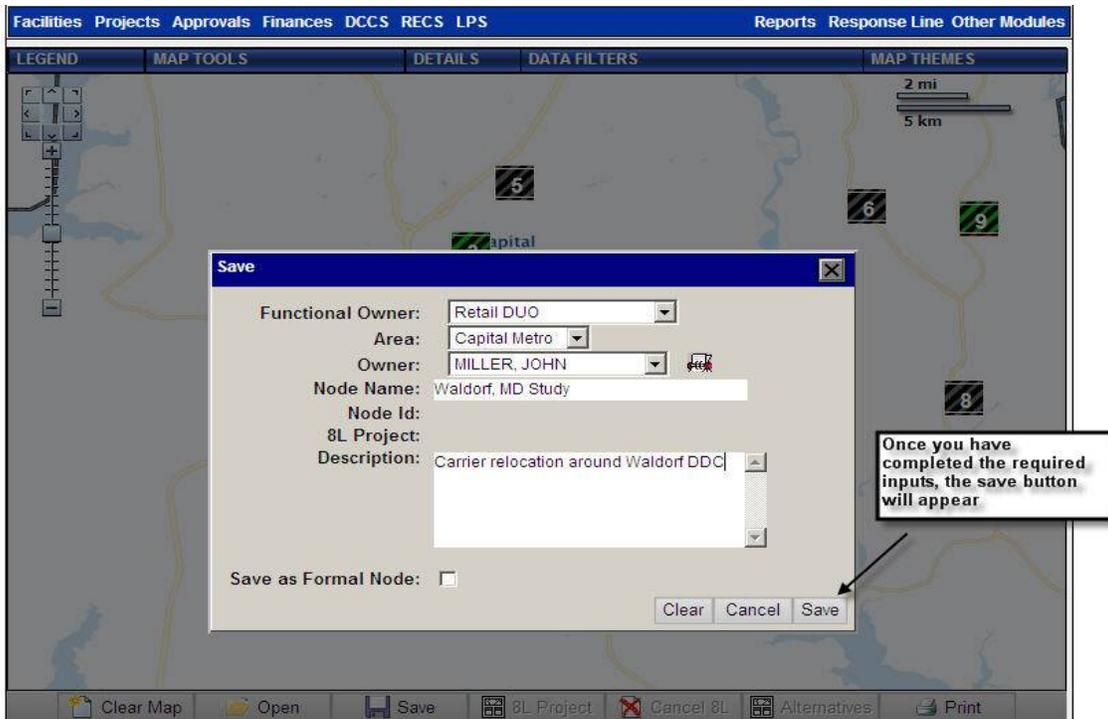 Facilities Projects Approvals Finances DCCS RECS LPS Reports Response Line Other Modules
LEGEND MAP TOOLS DETAILS DATA FILTERS MAP THEMES
2 mi
5 km
5
6
9
apital
Save
Functional Owner: Retail DUO
Area: Capital Metro
Owner: MILLER, JOHN
Node Name: Waldorf, MD Study
Node Id:
8L Project:
Description: Carrier relocation around Waldorf DDC
8
Once you have
completed the required
inputs, the save button
will appear
Save as Formal Node:
Clear Cancel Save
Clear Map Open Save 8L Project Cancel 8L Alternatives Print